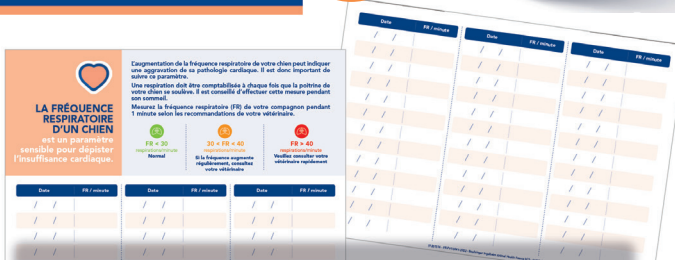 LA FRÉQUENCE
RESPIRATOIRE
D'UN CHIEN
est un paramètre
sensible pour dépister
l'insuffisance cardiaque.
L'augmentation de la fréquence respiratoire de votre chien peut indiquer
une aggravation de sa pathologie cardiaque. Il est donc important de
suivre ce paramètre.
Une respiration doit être comptabilisée à chaque fois que la poitrine de
votre chien se soulève. Il est conseillé d'effectuer cette mesure pendant
son sommeil.
Mesurez la fréquence respiratoire (FR) de votre compagnon pendant
1 minute selon les recommandations de votre vétérinaire.
FR < 30
respirations/minute
Normal
30 < FR < 40
respirations/minute
Si la fréquence augmente
régulièrement, consultez
votre vétérinaire
FR > 40
respirations/minute
Veuillez consulter votre
vétérinaire rapidement
Date FR / minute Date FR / minute Date FR / minute
/ / / / / /
/ / / / / /
/ / / / / /
/ / / / / /
Date FR / minute Date FR / minute Date FR / minute
/ / / / / /
/ / / / / /
/ / / / / /
/ / / / / /
/ / / / / /
/ / / / / /
/ / / / / /
/ / / / / /
/ / / / / /
/ / / / / /
/ / / / / /
/ / / / / /
/ / / / / /